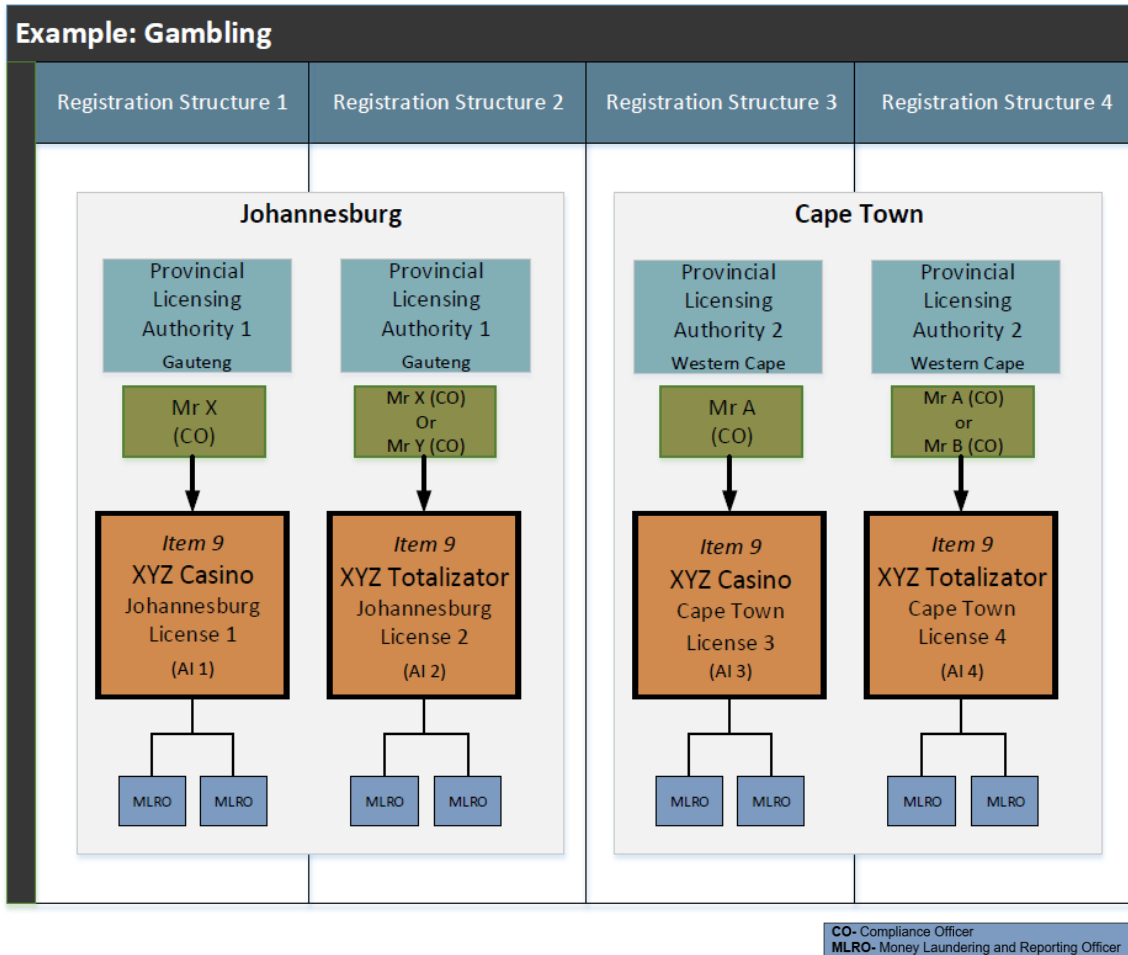 Example: Gambling
Registration Structure 1
Registration Structure 2
Registration Structure 3
Registration Structure 4
Johannesburg
Provincial
Licensing
Authority 1
Gauteng
Mr X
(CO)
Item 9
XYZ Casino
Johannesburg
License 1
(AI 1)
MLRO
MLRO
Provincial
Licensing
Authority 1
Gauteng
Mr X (CO)
Or
Mr Y (CO)
Item 9
XYZ Totalizator
Johannesburg
License 2
(AI 2)
MLRO
MLRO
Cape Town
Provincial
Licensing
Authority 2
Western Cape
Mr A
(CO)
Item 9
XYZ Casino
Cape Town
License 3
(AI 3)
MLRO
MLRO
Provincial
Licensing
Authority 2
Western Cape
Mr A (CO)
or
Mr B (CO)
Item 9
XYZ Totalizator
Cape Town
License 4
(AI 4)
MLRO
MLRO
CO- Compliance Officer
MLRO- Money Laundering and Reporting Officer